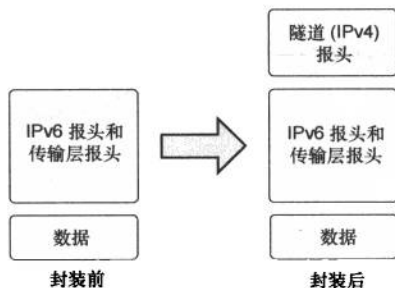 隧道 (IPv4)
报头
IPv6 报头和
传输层报头
IPv6 报头和
传输层报头
数据
数据
封装前
封装后